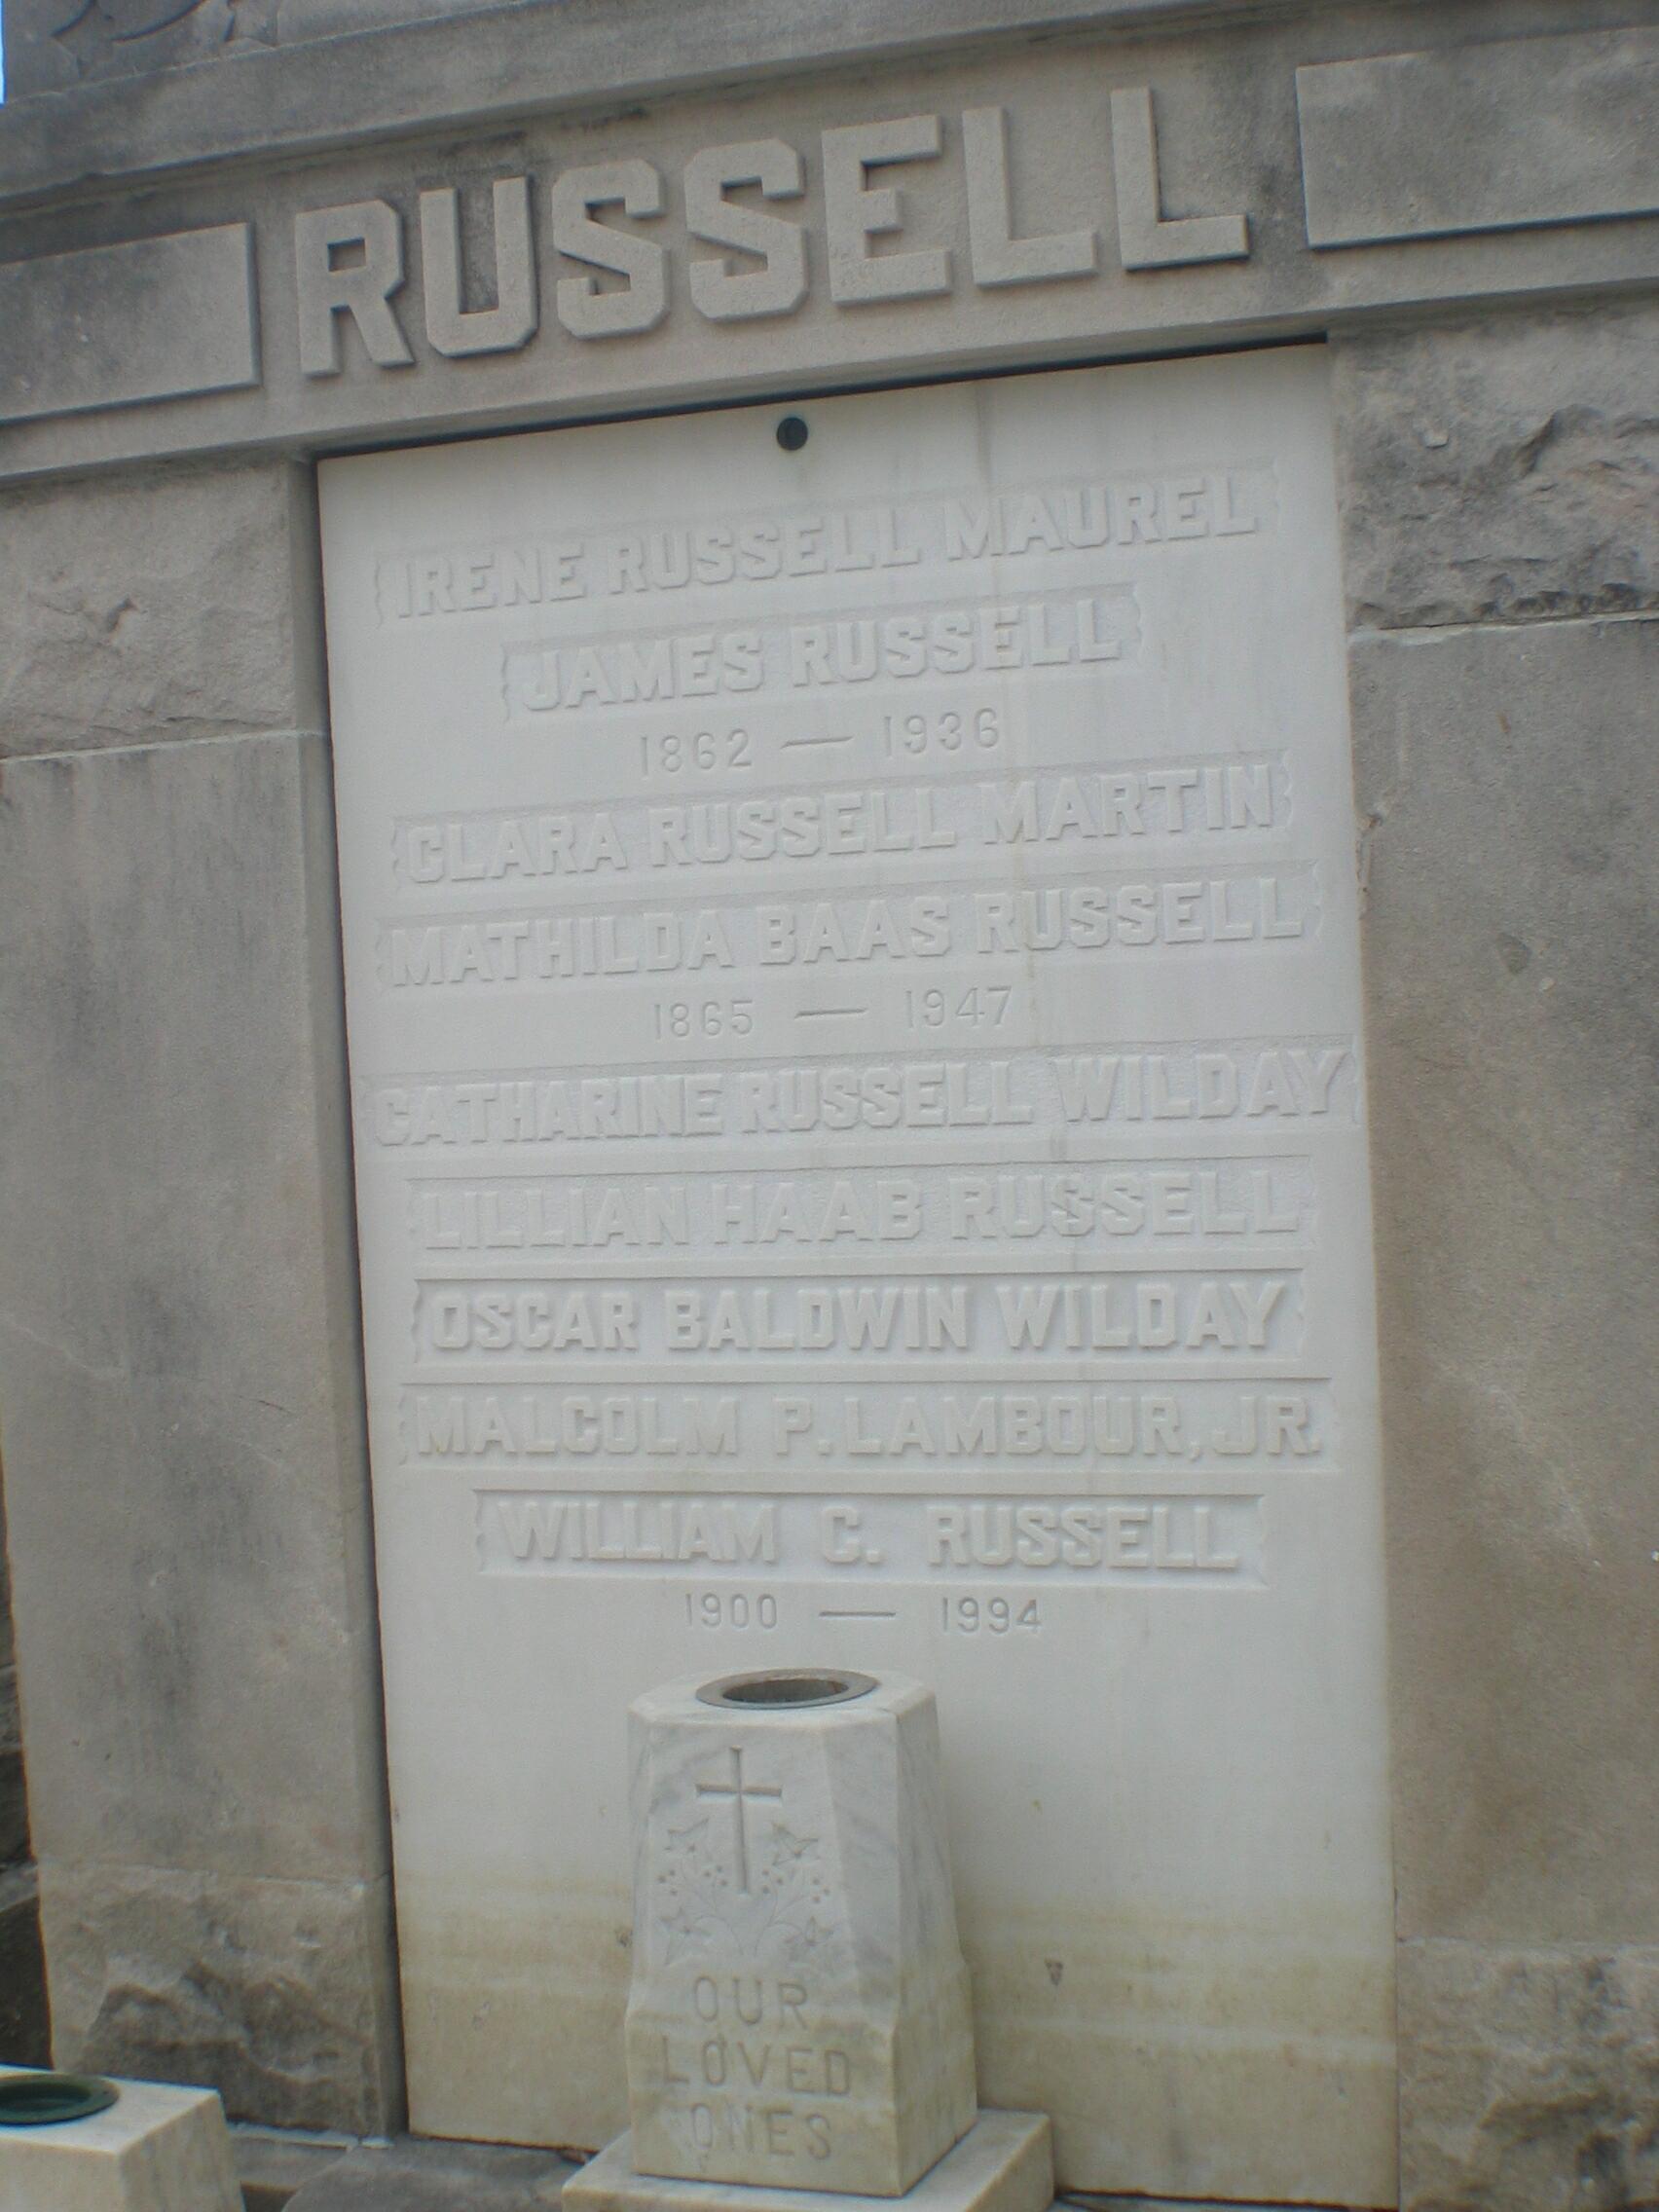 RUSSELL
IRENE RUSSELL MAUREL
JAMES RUSSELL
1862 — 1936
CLARA RUSSELL MARTIN
MATHILDA BAAS RUSSELL
1865 — 1947
CATHARINE RUSSELL WILDAY
LILLIAN HAAB RUSSELL
OSCAR BALDWIN WILDAY
MALCOLM P. LAMBOUR, JR.
WILLIAM C. RUSSELL
1900 — 1994
OUR
LOVED
ONES